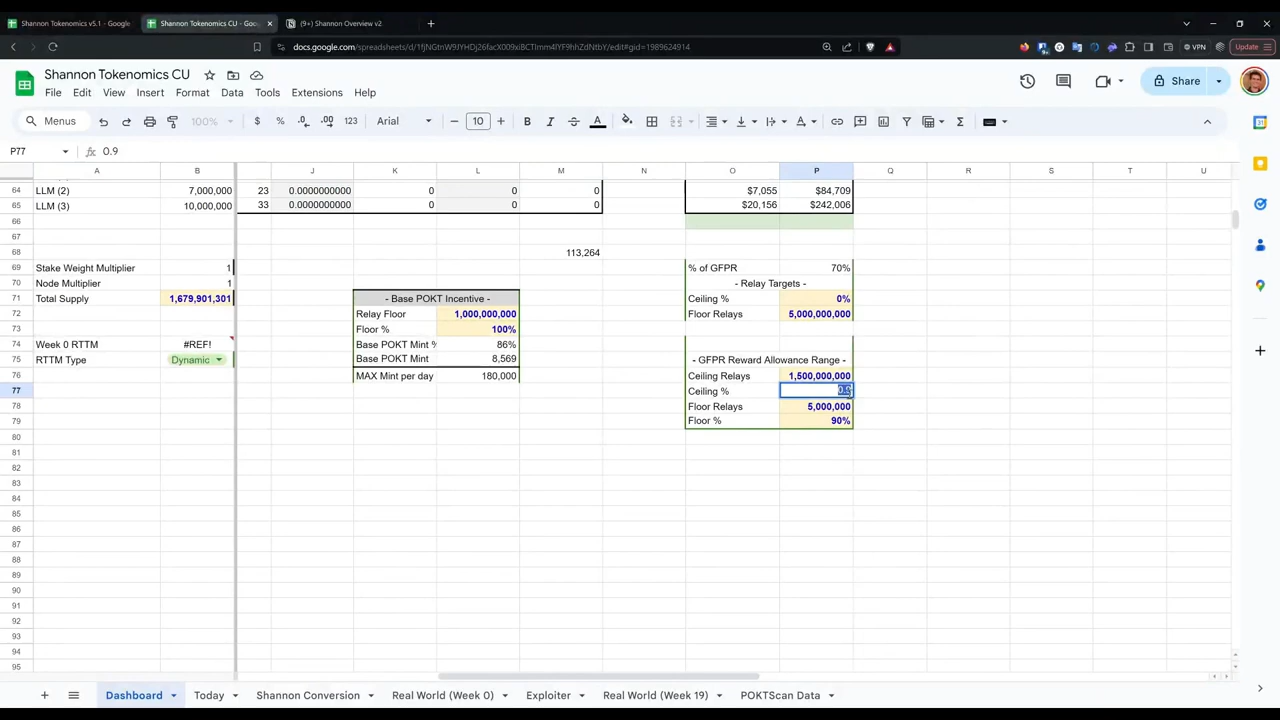 Shannon Tokenomics v5.1 - Google
Shannon Tokenomics CU - Goo
(9+) Shannon Overview v2
VPN
Update
Shannon Tokenomics CU
File Edit View Insert Format Data Tools Extensions Help
Share
Menus 100% $ % .0 .00 123 Arial 10 B I S A
P77 fx 0.9
A B J K L M N O P Q R S T U
64 LLM (2) 7,000,000 23 0.0000000000 0 0 0 $7,055 $84,709
65 LLM (3) 10,000,000 33 0.0000000000 0 0 0 $20,156 $242,006
66
67
68 113,264
69 Stake Weight Multiplier 1 % of GFPR 70%
70 Node Multiplier 1 - Relay Targets -
71 Total Supply 1,679,901,301 - Base POKT Incentive - Ceiling % 0%
72 Relay Floor 1,000,000,000 Floor Relays 5,000,000,000
73 Floor % 100%
74 Week 0 RTTM #REF! Base POKT Mint % 86%
75 RTTM Type Dynamic Base POKT Mint 8,569 - GFPR Reward Allowance Range -
76 MAX Mint per day 180,000 Ceiling Relays 1,500,000,000
77 Ceiling %
78 Floor Relays 5,000,000
79 Floor % 90%
80
81
82
83
84
85
86
87
88
89
90
91
92
93
94
95
Dashboard Today Shannon Conversion Real World (Week 0) Exploiter Real World (Week 19) POKTScan Data